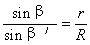 sin β / sin β ′ = r / R